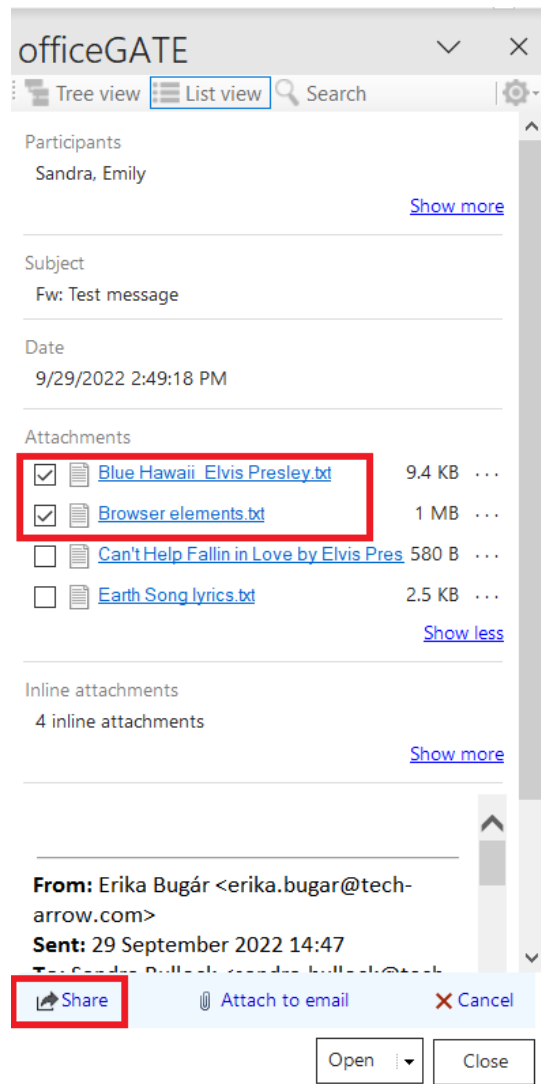 officeGATE
Tree view List view Search
Participants
Sandra, Emily
Show more
Subject
Fw: Test message
Date
9/29/2022 2:49:18 PM
Attachments
Blue Hawaii Elvis Presley.txt 9.4 KB ...
Browser elements.txt 1 MB ...
Can't Help Fallin in Love by Elvis Pres 580 B ...
Earth Song lyrics.txt 2.5 KB ...
Show less
Inline attachments
4 inline attachments
Show more
From: Erika Bugár <erika.bugar@tech-
arrow.com>
Sent: 29 September 2022 14:47
Share Attach to email Cancel
Open Close